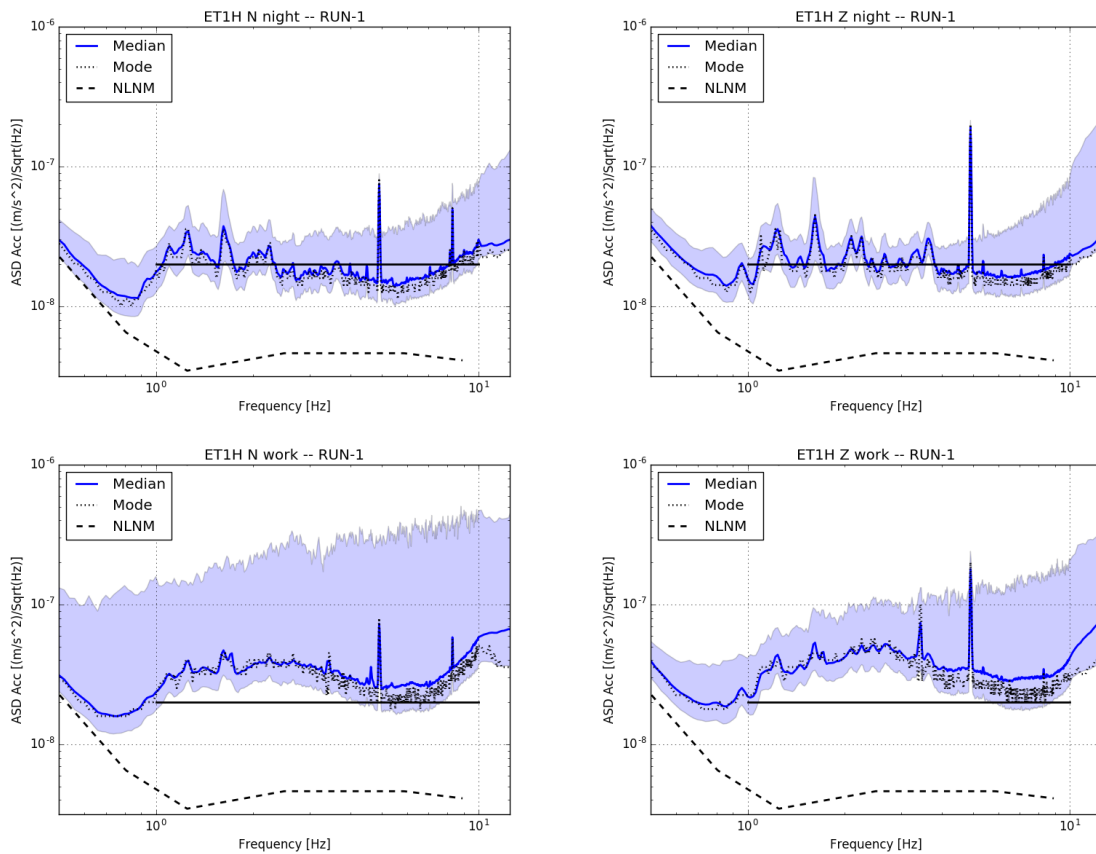 ET1H N night -- RUN-1
10^-6
10^-7
10^-8
ASD Acc [(m/s^2)/Sqrt(Hz)]
Median
Mode
NLNM
10^0
10^1
Frequency [Hz]
ET1H Z night -- RUN-1
10^-6
10^-7
10^-8
ASD Acc [(m/s^2)/Sqrt(Hz)]
Median
Mode
NLNM
10^0
10^1
Frequency [Hz]
ET1H N work -- RUN-1
10^-6
10^-7
10^-8
ASD Acc [(m/s^2)/Sqrt(Hz)]
Median
Mode
NLNM
10^0
10^1
Frequency [Hz]
ET1H Z work -- RUN-1
10^-6
10^-7
10^-8
ASD Acc [(m/s^2)/Sqrt(Hz)]
Median
Mode
NLNM
10^0
10^1
Frequency [Hz]